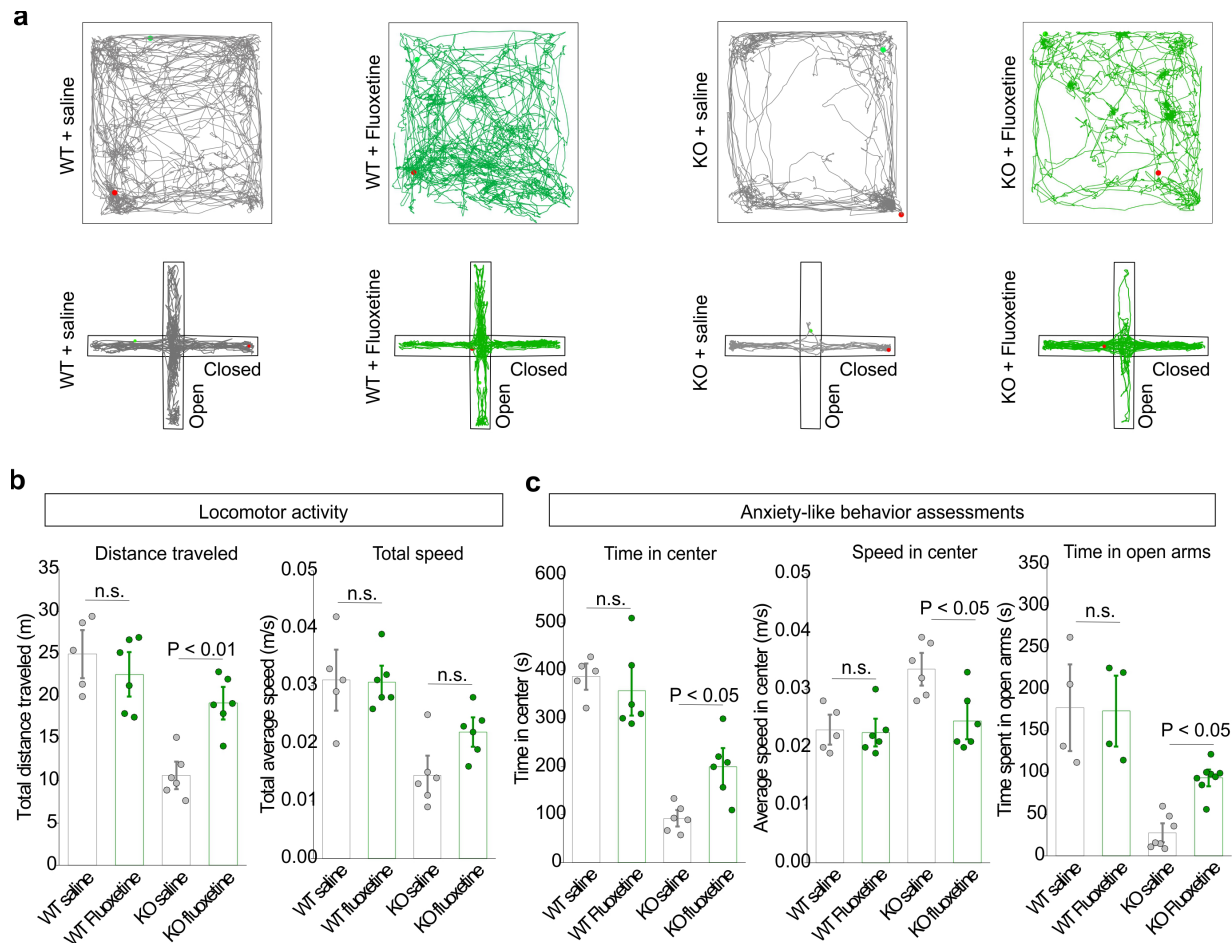 a
WT + saline
WT + Fluoxetine
KO + saline
KO + Fluoxetine
WT + saline
Closed
Open
WT + Fluoxetine
Closed
Open
KO + saline
Closed
Open
KO + Fluoxetine
Closed
Open
b
Locomotor activity
Distance traveled
Total distance traveled (m)
35
30
25
20
15
10
5
0
n.s.
P < 0.01
WT saline
WT Fluoxetine
KO saline
KO fluoxetine
Total speed
Total average speed (m/s)
0.05
0.04
0.03
0.02
0.01
0.00
n.s.
n.s.
WT saline
WT fluoxetine
KO saline
KO fluoxetine
c
Anxiety-like behavior assessments
Time in center
Time in center (s)
600
500
400
300
200
100
0
n.s.
P < 0.05
WT saline
WT Fluoxetine
KO saline
KO fluoxetine
Speed in center
Average speed in center (m/s)
0.05
0.04
0.03
0.02
0.01
0.00
n.s.
P < 0.05
WT saline
WT Fluoxetine
KO saline
KO fluoxetine
Time in open arms
Time spent in open arms (s)
350
300
250
200
150
100
50
0
n.s.
P < 0.05
WT saline
WT Fluoxetine
KO saline
KO Fluoxetine